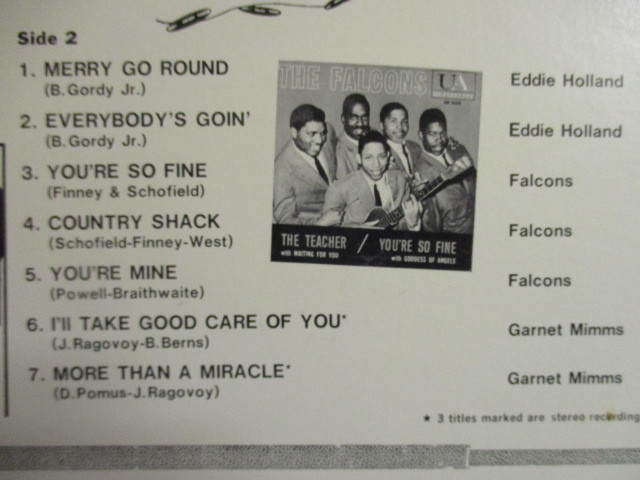 Side 2
1. MERRY GO ROUND Eddie Holland
(B. Gordy Jr.)
2. EVERYBODY'S GOIN' Eddie Holland
(B. Gordy Jr.)
3. YOU'RE SO FINE Falcons
(Finney & Schofield)
4. COUNTRY SHACK Falcons
(Schofield-Finney-West)
5. YOU'RE MINE Falcons
(Powell-Braithwaite)
6. I'll TAKE GOOD CARE OF YOU* Garnet Mimms
(J. Ragovoy-B. Berns)
7. MORE THAN A MIRACLE* Garnet Mimms
(D. Pomus-J. Ragovoy)
THE FALCONS UA
THE TEACHER / YOU'RE SO FINE
with WAITING FOR YOU with GODDESS OF ANGELS
★ 3 titles marked are stereo recording